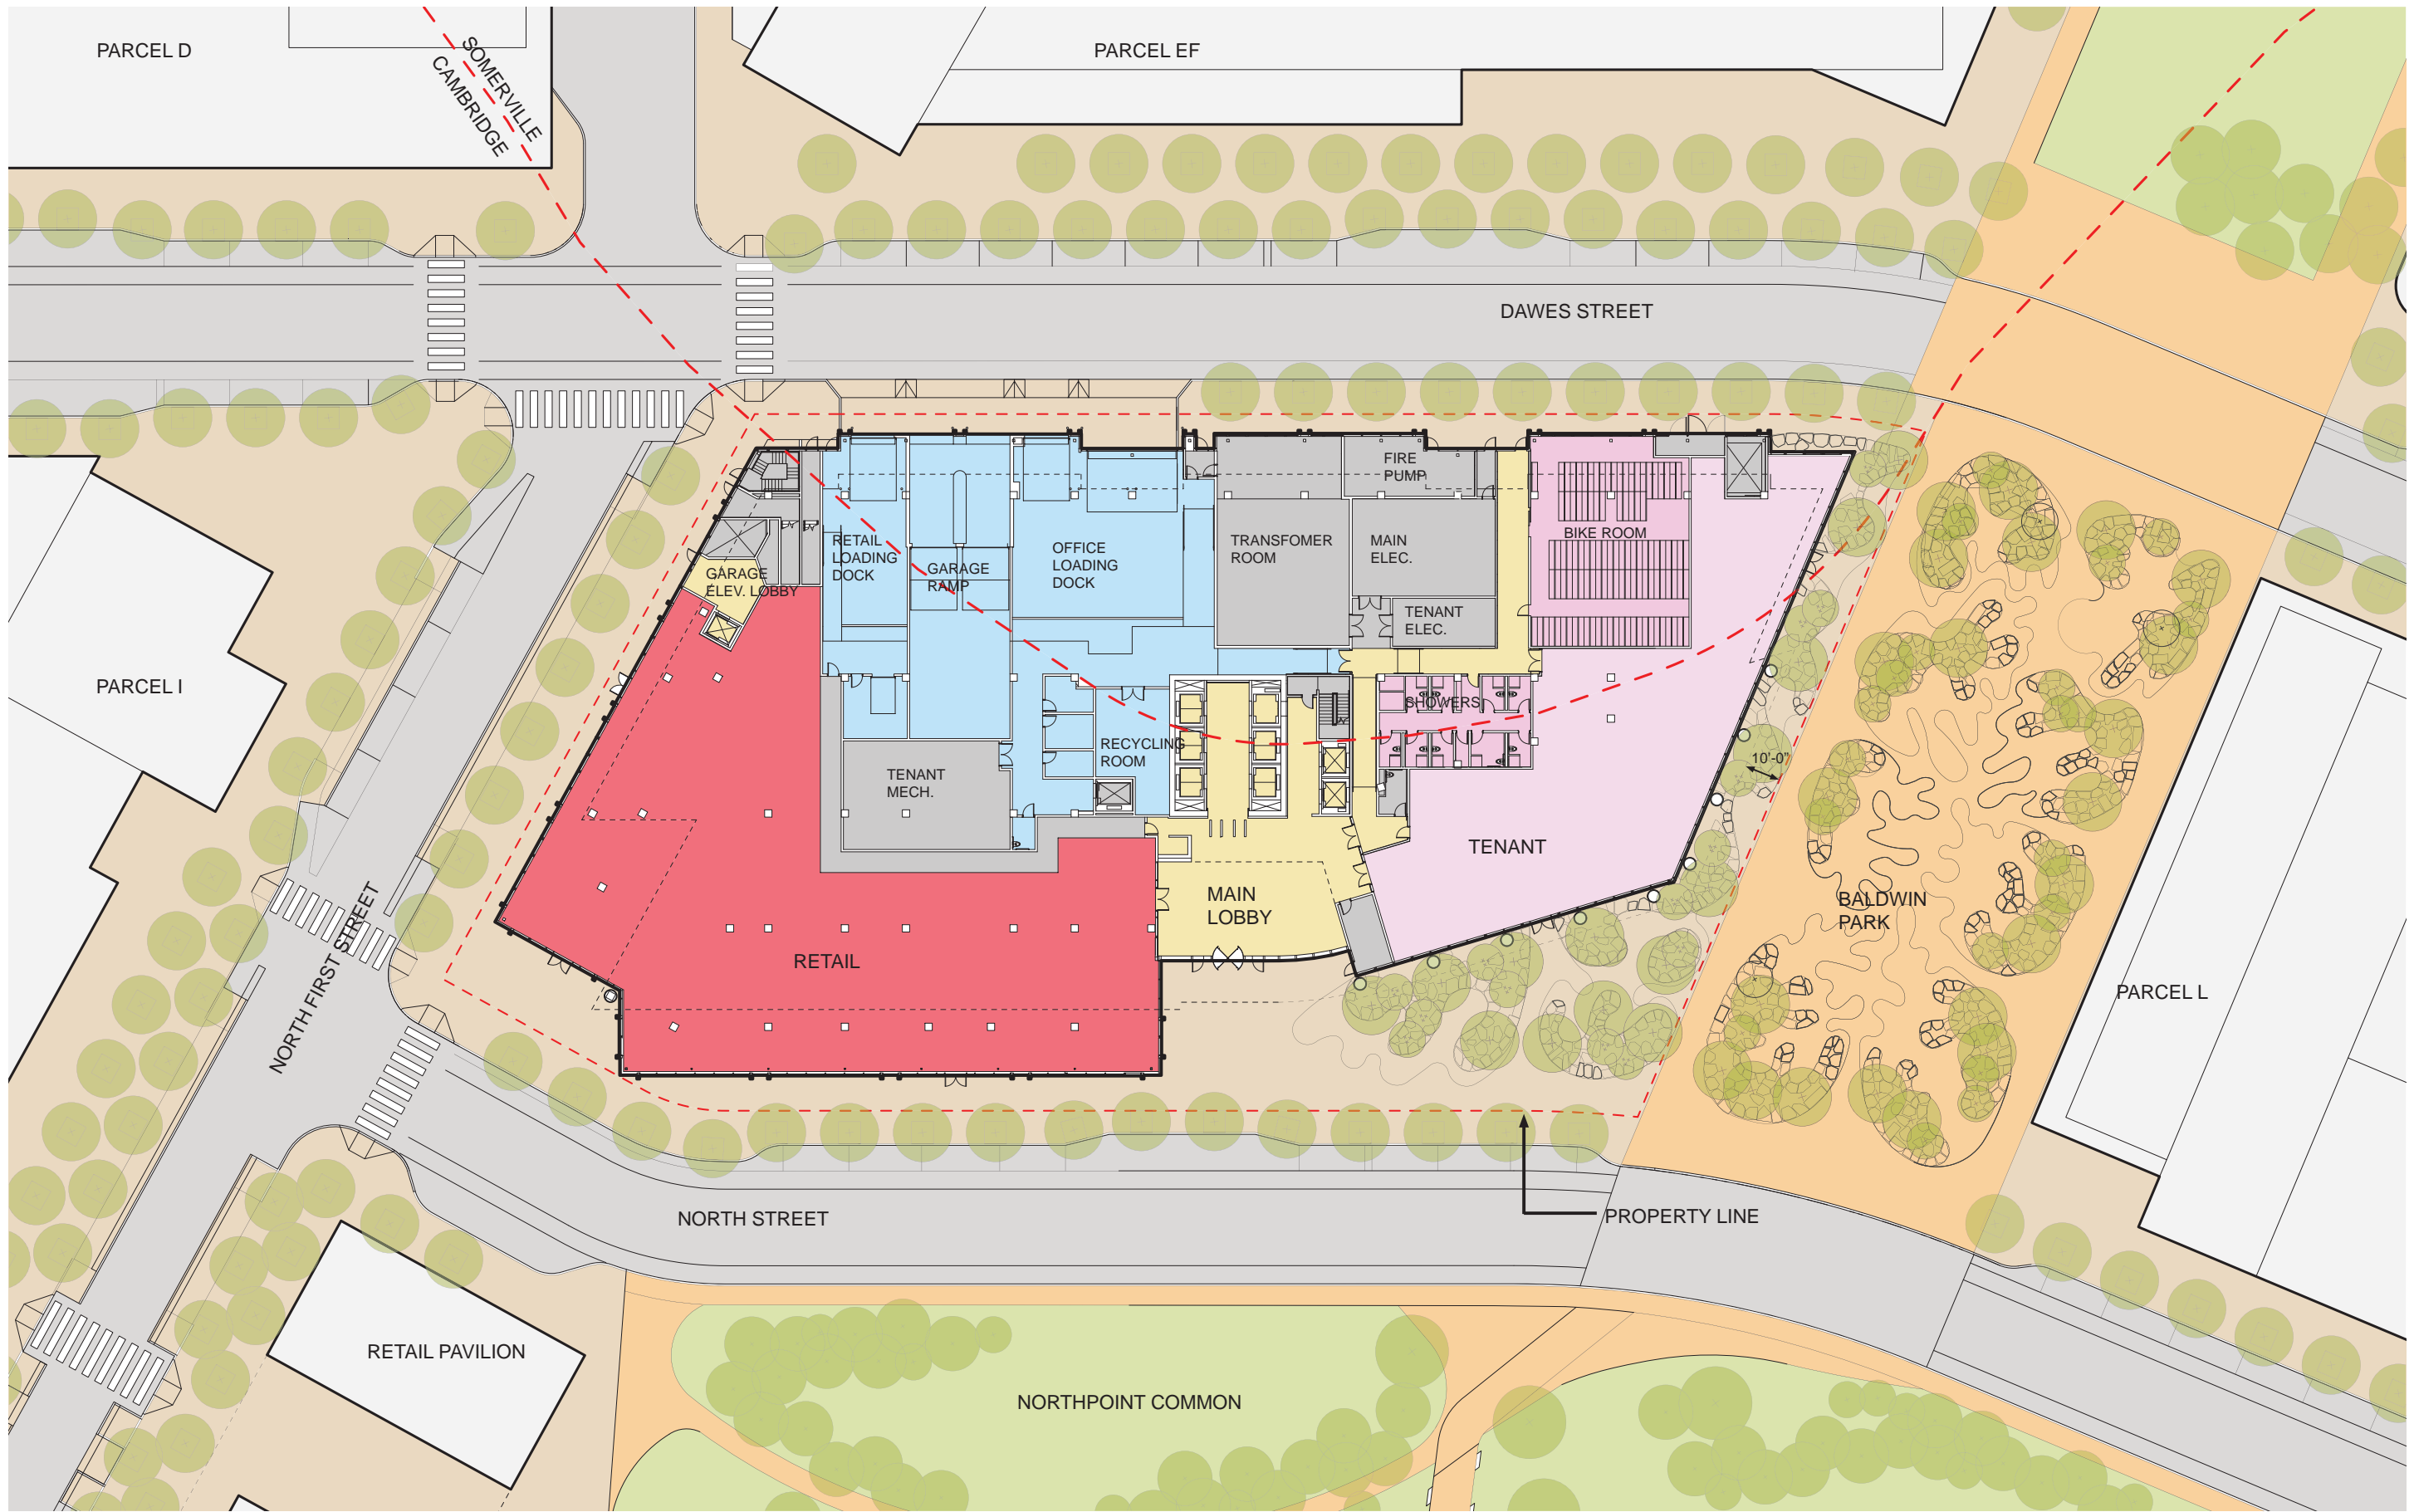 PARCEL D
SOMERVILLE
CAMBRIDGE
PARCEL EF
DAWES STREET
FIRE
PUMP
RETAIL
LOADING
DOCK
GARAGE
RAMP
OFFICE
LOADING
DOCK
TRANSFOMER
ROOM
MAIN
ELEC.
BIKE ROOM
GARAGE
ELEV. LOBBY
TENANT
ELEC.
PARCEL I
SHOWERS
RECYCLING
ROOM
TENANT
MECH.
10'-0"
TENANT
MAIN
LOBBY
BALDWIN
PARK
RETAIL
NORTH FIRST STREET
PARCEL L
NORTH STREET
PROPERTY LINE
RETAIL PAVILION
NORTHPOINT COMMON